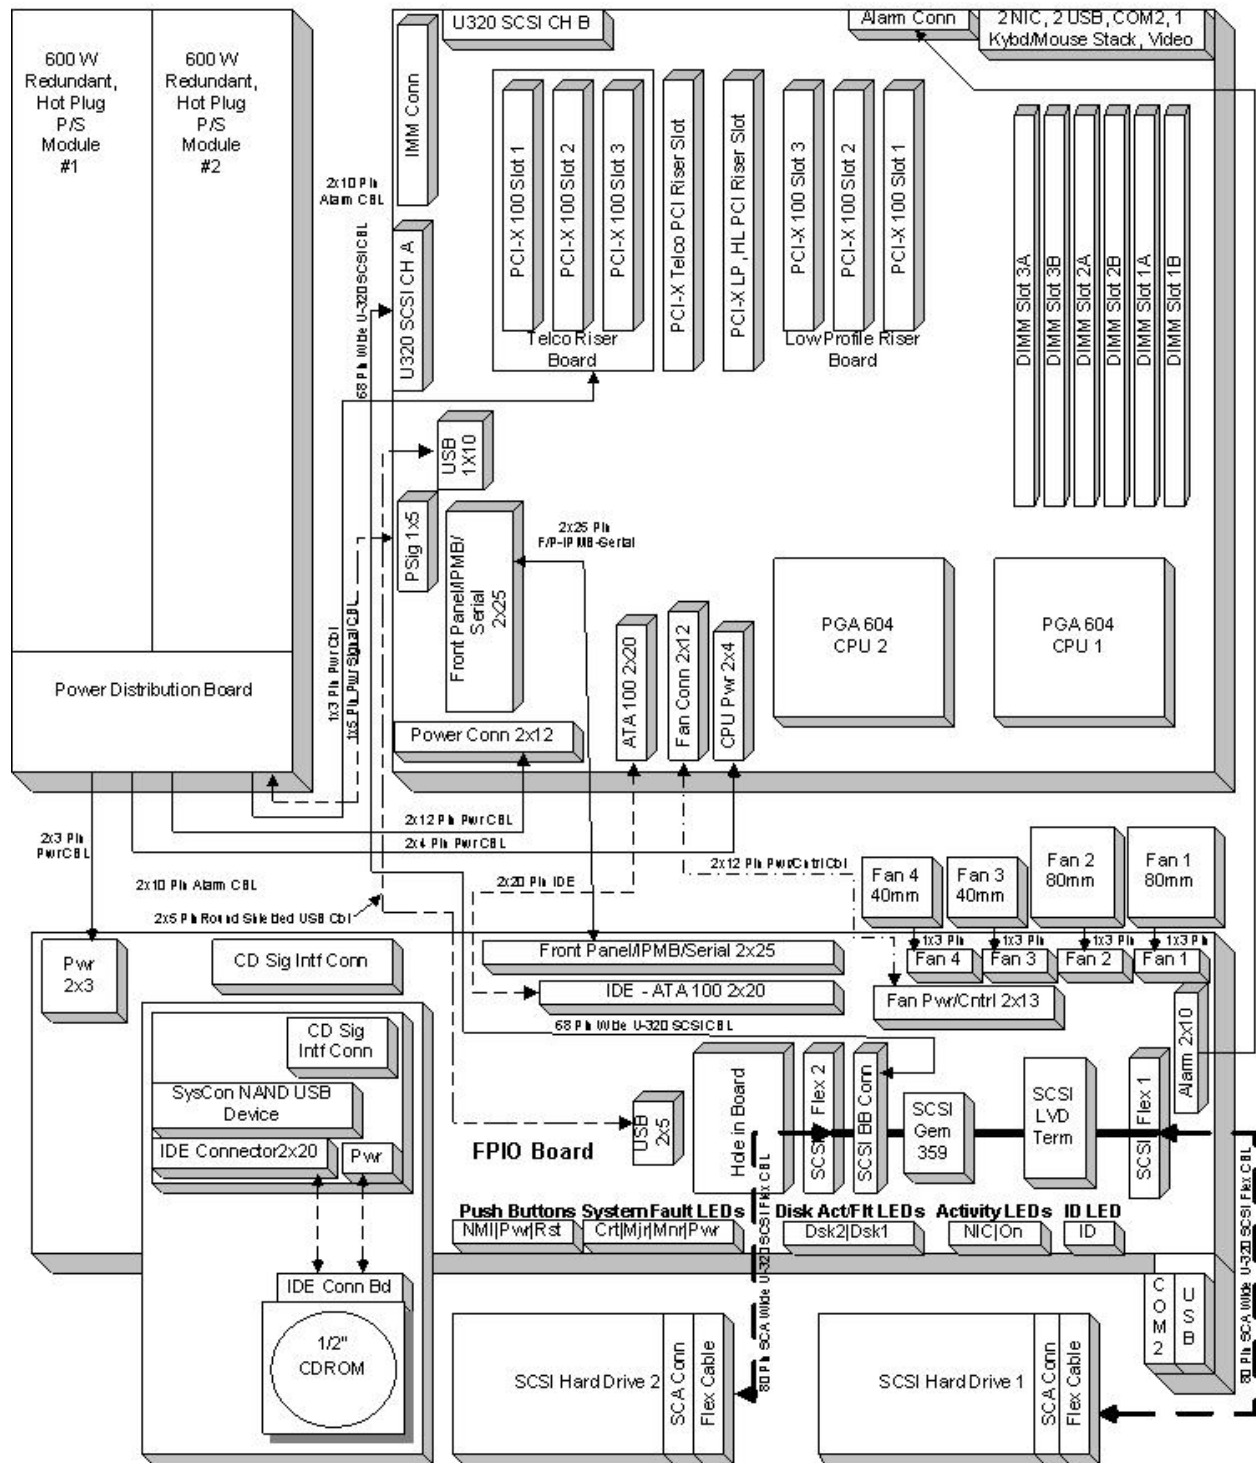 600 W
Redundant,
Hot Plug
P/S
Module
#1
600 W
Redundant,
Hot Plug
P/S
Module
#2
Power Distribution Board
U320 SCSI CH B
Alarm Conn
2 NIC, 2 USB, COM2, 1
Kybd/Mouse Stack, Video
IMM Conn
2x10 Pin
Alarm CBL
68 Pin Wide U-320 SCSI CBL
U320 SCSI CH A
PCI-X 100 Slot 1
PCI-X 100 Slot 2
PCI-X 100 Slot 3
Telco Riser
Board
PCI-X Telco PCI Riser Slot
PCI-X LP, HL PCI Riser Slot
PCI-X 100 Slot 3
PCI-X 100 Slot 2
PCI-X 100 Slot 1
Low Profile Riser
Board
DIMM Slot 3A
DIMM Slot 3B
DIMM Slot 2A
DIMM Slot 2B
DIMM Slot 1A
DIMM Slot 1B
USB
1X10
PSig 1x5
Front Panel/IPMB/
Serial
2x25
2x25 Pin
F/P-IPMB-Serial
1x3 Pin Pwr Cbl
1x5 Pin Pwr Signal CBL
ATA 100 2x20
Fan Conn 2x12
CPU Pwr 2x4
PGA 604
CPU 2
PGA 604
CPU 1
Power Conn 2x12
2x3 Pin
Pwr CBL
2x12 Pin Pwr CBL
2x4 Pin Pwr CBL
2x10 Pin Alarm CBL
2x20 Pin IDE
2x12 Pin Pwr/Cntrl Cbl
2x5 Pin Round Shielded USB Cbl
Fan 4
40mm
Fan 3
40mm
Fan 2
80mm
Fan 1
80mm
1x3 Pin
1x3 Pin
1x3 Pin
1x3 Pin
Pwr
2x3
CD Sig Intf Conn
Front Panel/IPMB/Serial 2x25
Fan 4
Fan 3
Fan 2
Fan 1
IDE - ATA 100 2x20
Fan Pwr/Cntrl 2x13
68 Pin Wide U-320 SCSI CBL
CD Sig
Intf Conn
SysCon NAND USB
Device
IDE Connector2x20
Pwr
FPIO Board
USB
2x5
Hole in Board
SCSI Flex 2
SCSI BB Conn
SCSI
Gem
359
SCSI
LVD
Term
SCSI Flex 1
Alarm 2x10
Push Buttons
NMI|Pwr|Rst
System Fault LEDs
Crt|Mjr|Mnr|Pwr
Disk Act/Flt LEDs
Dsk2|Dsk1
Activity LEDs
NIC|On
ID LED
ID
80 Pin SCA Wide U-320 SCSI Flex CBL
80 Pin SCA Wide U-320 SCSI Flex CBL
IDE Conn Bd
1/2"
CDROM
SCSI Hard Drive 2
SCA Conn
Flex Cable
SCSI Hard Drive 1
SCA Conn
Flex Cable
COM2
USB